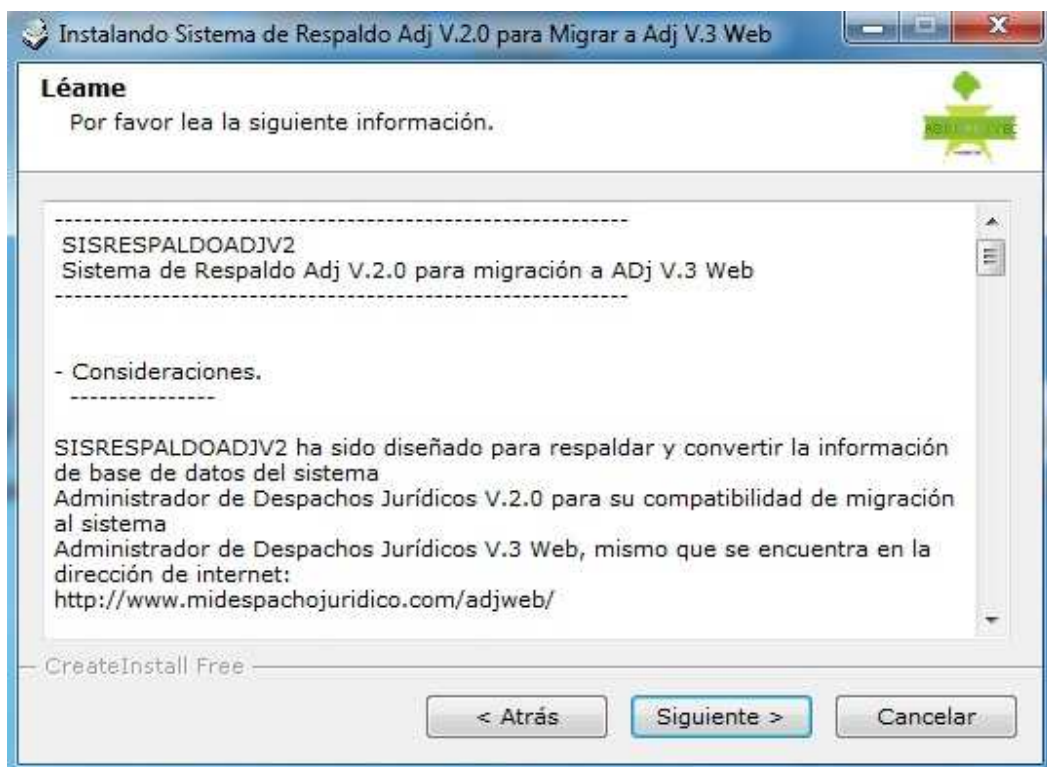 Instalando Sistema de Respaldo Adj V.2.0 para Migrar a Adj V.3 Web
Léame
Por favor lea la siguiente información.
------------------------------------------------------------
SISRESPALDOADJV2
Sistema de Respaldo Adj V.2.0 para migración a ADj V.3 Web
------------------------------------------------------------
- Consideraciones.
---------------
SISRESPALDOADJV2 ha sido diseñado para respaldar y convertir la información
de base de datos del sistema
Administrador de Despachos Jurídicos V.2.0 para su compatibilidad de migración
al sistema
Administrador de Despachos Jurídicos V.3 Web, mismo que se encuentra en la
dirección de internet:
http://www.midespachojuridico.com/adjweb/
CreateInstall Free
< Atrás
Siguiente >
Cancelar